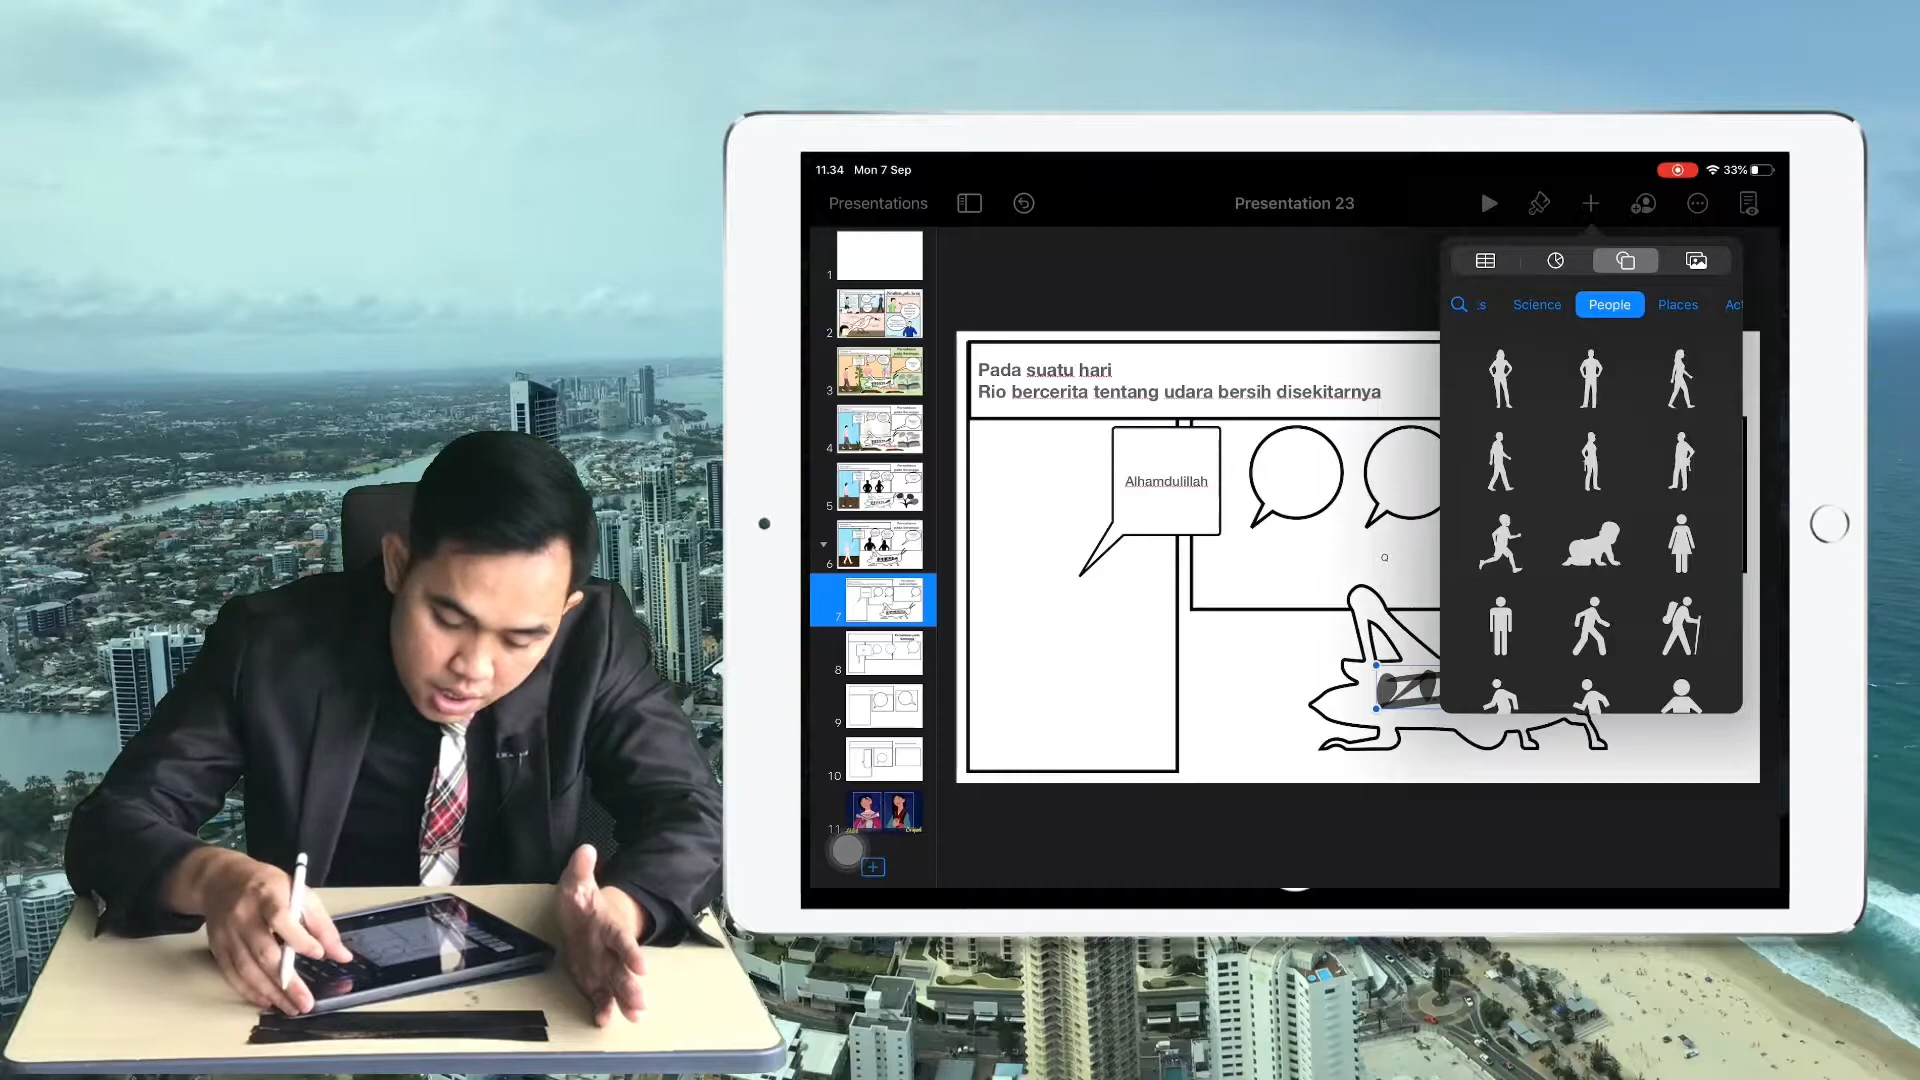 11.34 Mon 7 Sep
33%
Presentations
Presentation 23
Science People Places
Pada suatu hari
Rio bercerita tentang udara bersih disekitarnya
Alhamdulillah
1
2
3
4
5
6
7
8
9
10
11